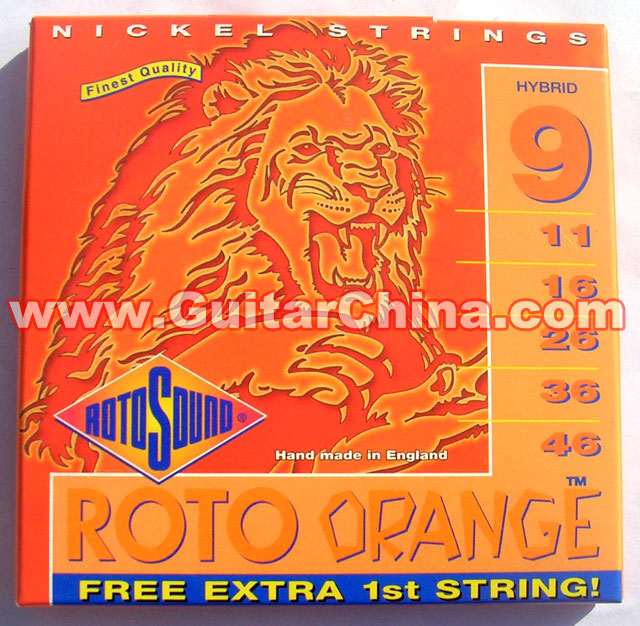 NICKEL STRINGS
Finest Quality
HYBRID
9
11
16
www.GuitarChina.com
26
36
46
ROTOSOUND®
Hand made in England
ROTO ORANGE™
FREE EXTRA 1st STRING!